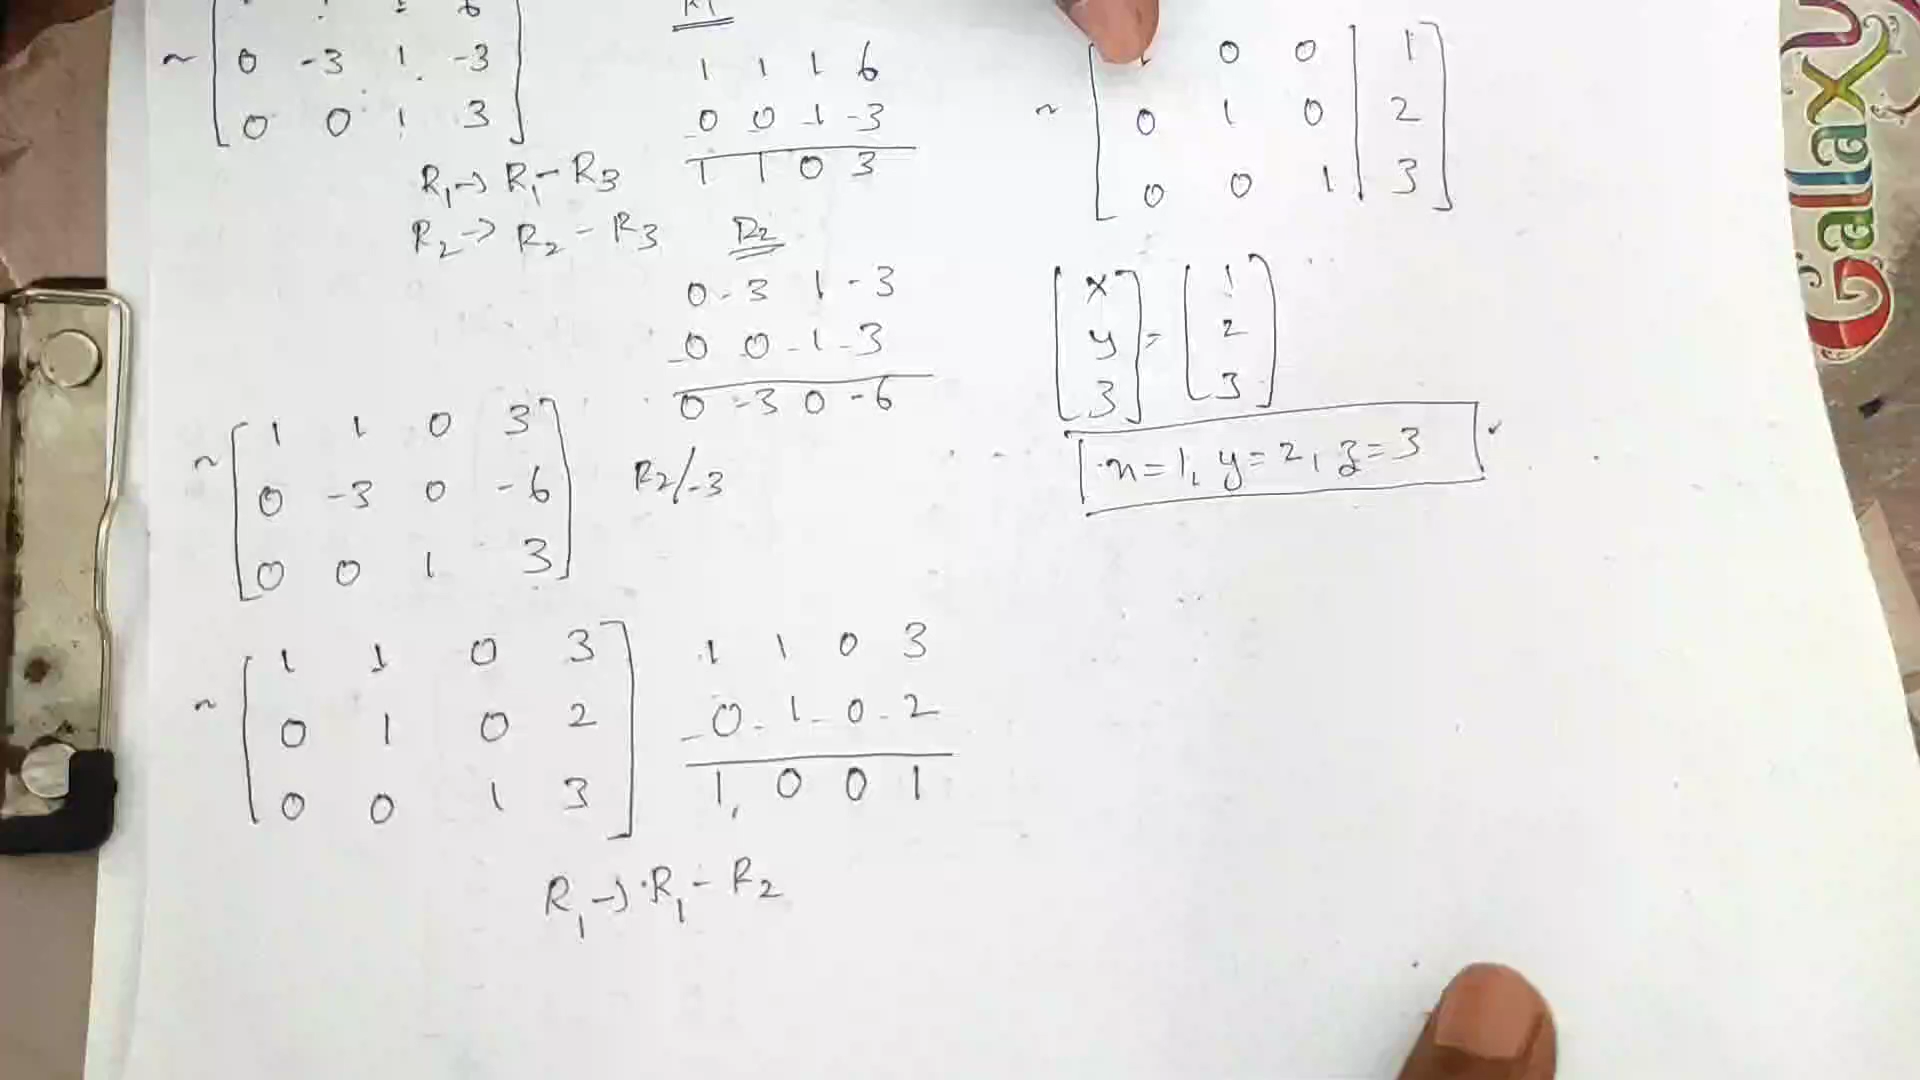 6
~ 0 -3 1 -3
0 0 1 3
R1→ R1- R3
R2→ R2 - R3
R1
1 1 1 6
-0 0 -1 -3
1 1 0 3
R2
0 -3 1 -3
-0 0 -1 -3
0 -3 0 -6
~ 1 1 0 3
0 -3 0 -6
0 0 1 3
R2/-3
~ 1 1 0 3
0 1 0 2
0 0 1 3
1 1 0 3
-0 -1 -0 -2
1, 0 0 1
R1→ R1- R2
~ 0 0 | 1
0 1 0 | 2
0 0 1 | 3
[x y 3] = [1 2 3]
x=1, y=2, z=3
GallaxY